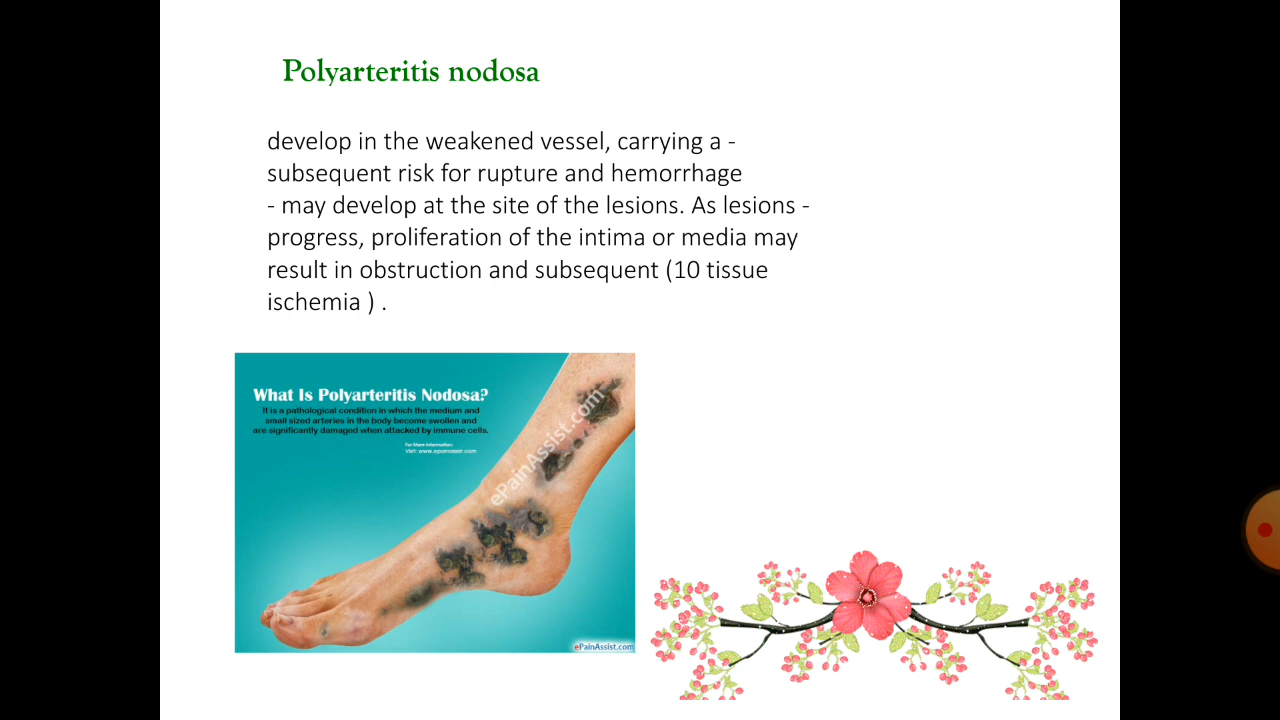 Polyarteritis nodosa
develop in the weakened vessel, carrying a -
subsequent risk for rupture and hemorrhage
- may develop at the site of the lesions. As lesions -
progress, proliferation of the intima or media may
result in obstruction and subsequent (10 tissue
ischemia ) .
What Is Polyarteritis Nodosa?
It is a pathological condition in which the medium and
small sized arteries in the body become swollen and
are significantly damaged when attacked by immune cells.
For More Information:
Visit: www.epainassist.com
ePainAssist.com
ePainAssist.com